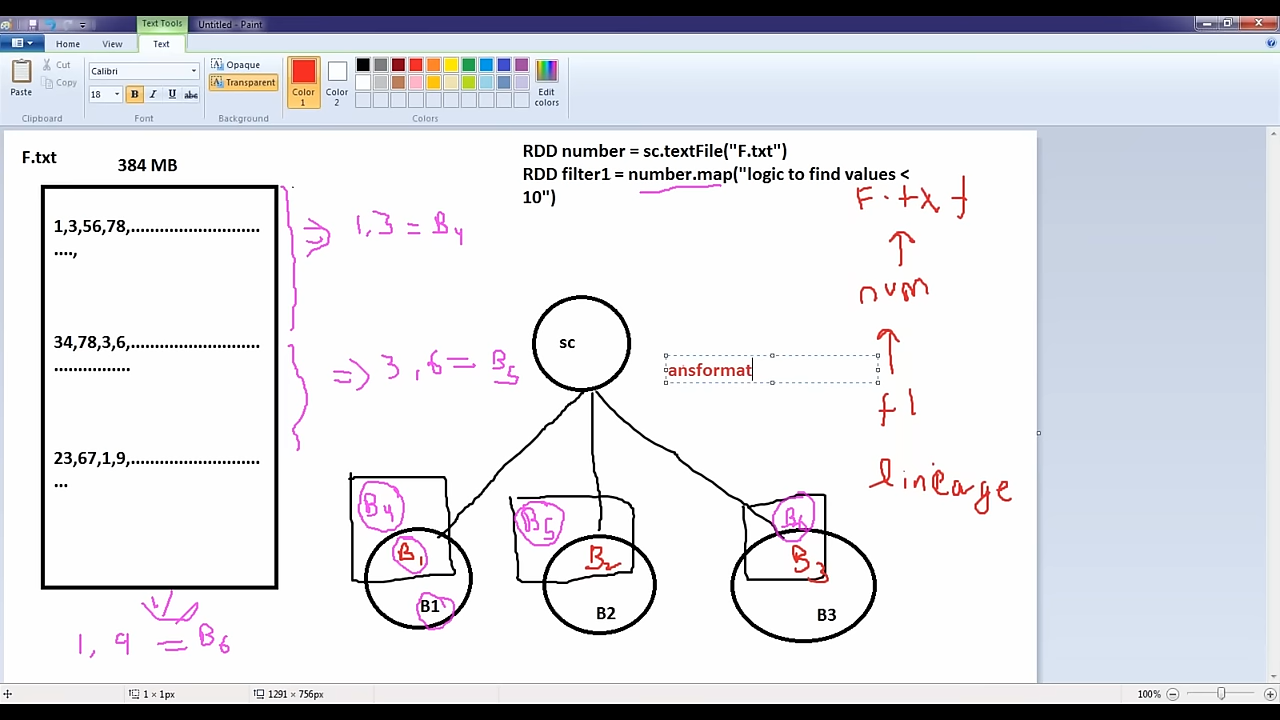 Text Tools
Untitled - Paint
Home
View
Text
Paste
Cut
Copy
Clipboard
Calibri
18
B I U abc
Font
Opaque
Transparent
Background
Color 1
Color 2
Edit colors
Colors
F.txt
384 MB
1,3,56,78,..............................
....,
34,78,3,6,..............................
..................
23,67,1,9,..............................
...
1, 9 = B6
RDD number = sc.textFile("F.txt")
RDD filter1 = number.map("logic to find values <
10")
1,3 = B4
3,6 = B5
F.txt
num
f1
linearge
sc
ansformat
B4
B1
B1
B5
B2
B2
B6
B3
B3
1 × 1px
1291 × 756px
100%